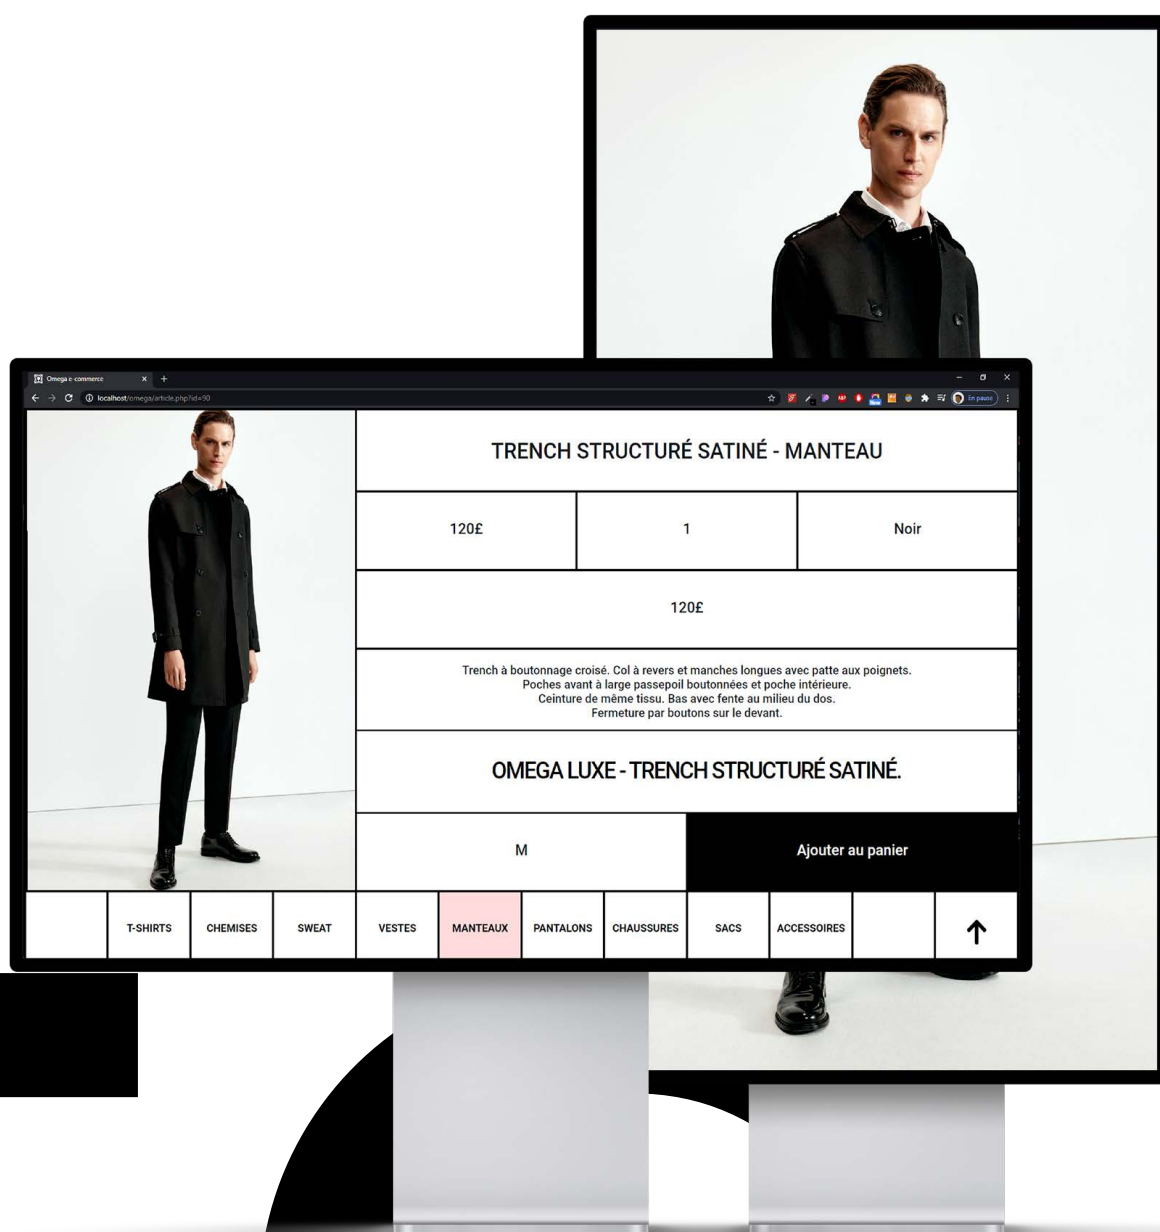 Omega e-commerce
localhost/omega/article.php?id=90
En pause
TRENCH STRUCTURÉ SATINÉ - MANTEAU
120£
1
Noir
120£
Trench à boutonnage croisé. Col à revers et manches longues avec patte aux poignets.
Poches avant à large passepoil boutonnées et poche intérieure.
Ceinture de même tissu. Bas avec fente au milieu du dos.
Fermeture par boutons sur le devant.
OMEGA LUXE - TRENCH STRUCTURÉ SATINÉ.
M
Ajouter au panier
T-SHIRTS
CHEMISES
SWEAT
VESTES
MANTEAUX
PANTALONS
CHAUSSURES
SACS
ACCESSOIRES